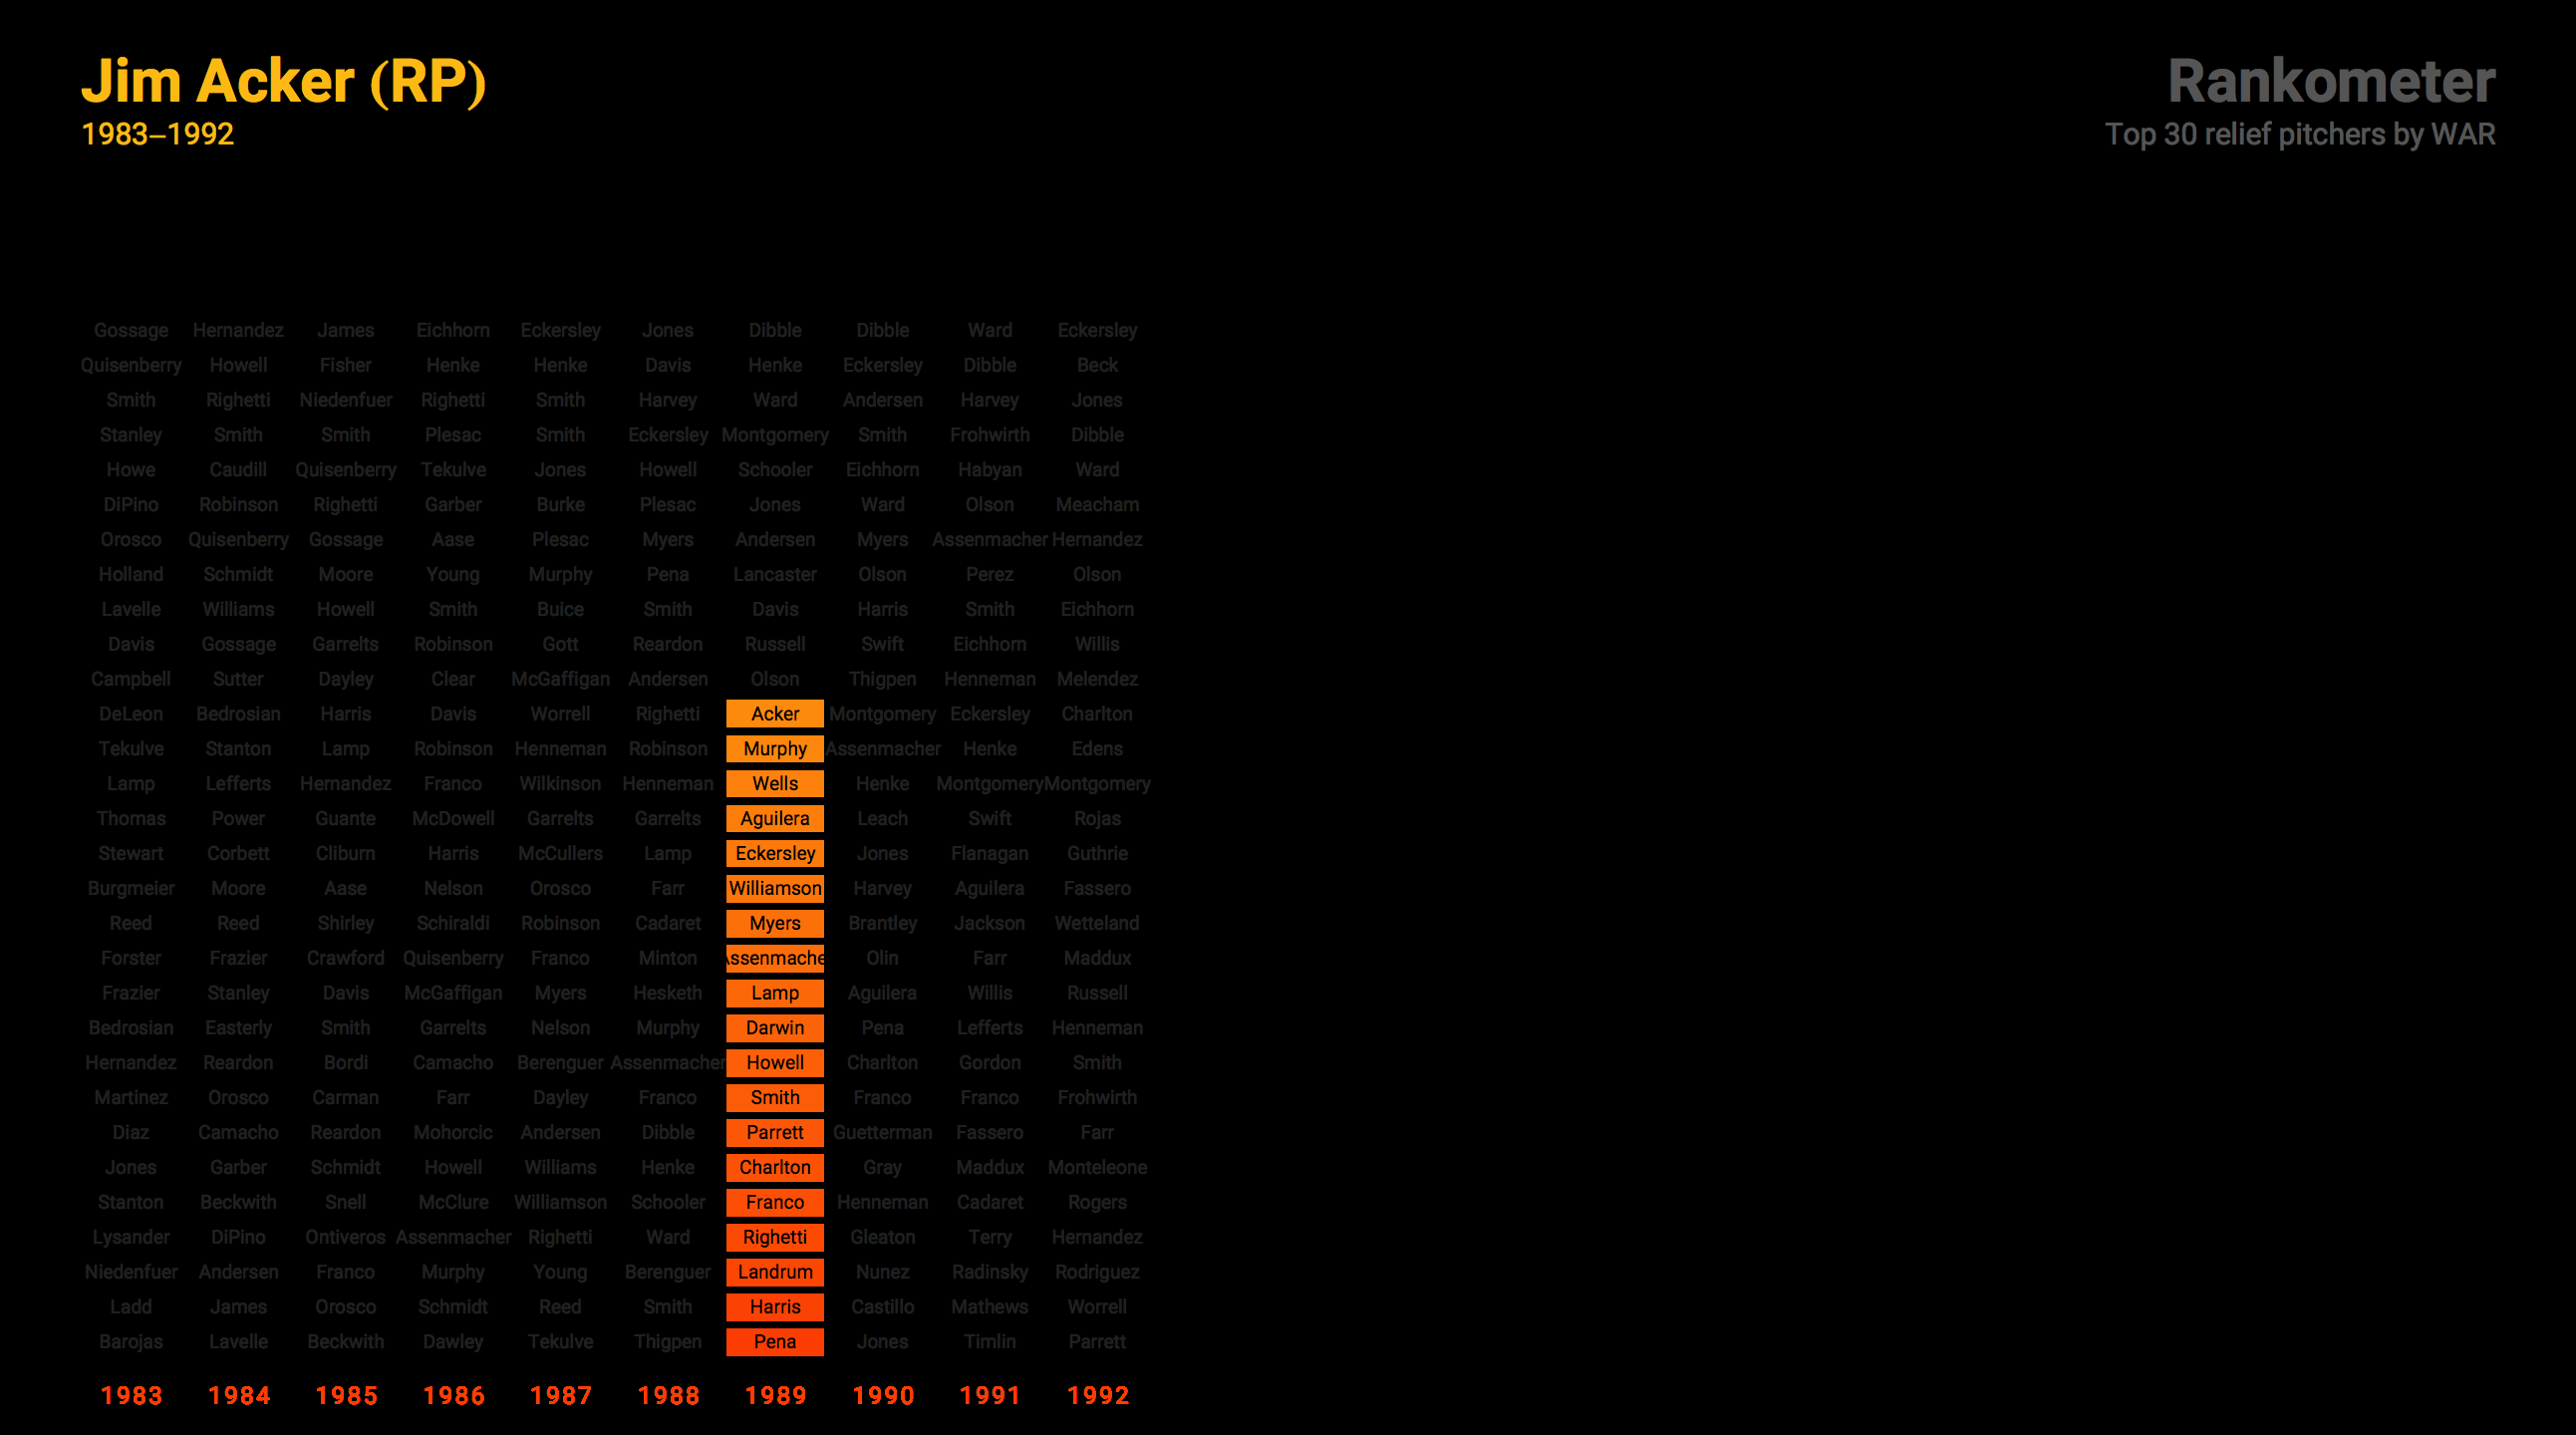 Jim Acker (RP)
1983–1992
Rankometer
Top 30 relief pitchers by WAR
Gossage Hernandez James Eichhorn Eckersley Jones Dibble Dibble Ward Eckersley
Quisenberry Howell Fisher Henke Henke Davis Henke Eckersley Dibble Beck
Smith Righetti Niedenfuer Righetti Smith Harvey Ward Andersen Harvey Jones
Stanley Smith Smith Plesac Smith Eckersley Montgomery Smith Frohwirth Dibble
Howe Caudill Quisenberry Tekulve Jones Howell Schooler Eichhorn Habyan Ward
DiPino Robinson Righetti Garber Burke Plesac Jones Ward Olson Meacham
Orosco Quisenberry Gossage Aase Plesac Myers Andersen Myers Assenmacher Hernandez
Holland Schmidt Moore Young Murphy Pena Lancaster Olson Perez Olson
Lavelle Williams Howell Smith Buice Smith Davis Harris Smith Eichhorn
Davis Gossage Garrelts Robinson Gott Reardon Russell Swift Eichhorn Willis
Campbell Sutter Dayley Clear McGaffigan Andersen Olson Thigpen Henneman Melendez
DeLeon Bedrosian Harris Davis Worrell Righetti Acker Montgomery Eckersley Charlton
Tekulve Stanton Lamp Robinson Henneman Robinson Murphy Assenmacher Henke Edens
Lamp Lefferts Hernandez Franco Wilkinson Henneman Wells Henke Montgomery Montgomery
Thomas Power Guante McDowell Garrelts Garrelts Aguilera Leach Swift Rojas
Stewart Corbett Cliburn Harris McCullers Lamp Eckersley Jones Flanagan Guthrie
Burgmeier Moore Aase Nelson Orosco Farr Williamson Harvey Aguilera Fassero
Reed Reed Shirley Schiraldi Robinson Cadaret Myers Brantley Jackson Wetteland
Forster Frazier Crawford Quisenberry Franco Minton Assenmache Olin Farr Maddux
Frazier Stanley Davis McGaffigan Myers Hesketh Lamp Aguilera Willis Russell
Bedrosian Easterly Smith Garrelts Nelson Murphy Darwin Pena Lefferts Henneman
Hernandez Reardon Bordi Camacho Berenguer Assenmacher Howell Charlton Gordon Smith
Martinez Orosco Carman Farr Dayley Franco Smith Franco Franco Frohwirth
Diaz Camacho Reardon Mohorcic Andersen Dibble Parrett Guetterman Fassero Farr
Jones Garber Schmidt Howell Williams Henke Charlton Gray Maddux Monteleone
Stanton Beckwith Snell McClure Williamson Schooler Franco Henneman Cadaret Rogers
Lysander DiPino Ontiveros Assenmacher Righetti Ward Righetti Gleaton Terry Hernandez
Niedenfuer Andersen Franco Murphy Young Berenguer Landrum Nunez Radinsky Rodriguez
Ladd James Orosco Schmidt Reed Smith Harris Castillo Mathews Worrell
Barojas Lavelle Beckwith Dawley Tekulve Thigpen Pena Jones Timlin Parrett
1983 1984 1985 1986 1987 1988 1989 1990 1991 1992